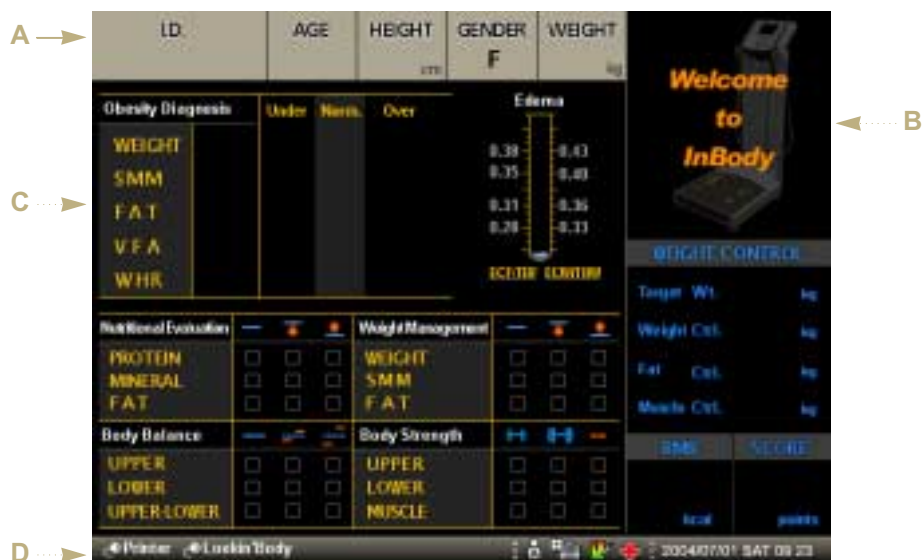 A
I.D. AGE HEIGHT GENDER WEIGHT
cm F kg
Welcome
to
InBody
B
Obesity Diagnosis Under Norm. Over Edema
WEIGHT
SMM
FAT
VFA
WHR
0.38 0.43
0.35 0.40
0.31 0.36
0.28 0.33
ECF/TBF ECW/TBW
C
WEIGHT CONTROL
Target Wt. kg
Weight Ctrl. kg
Fat Ctrl. kg
Muscle Ctrl. kg
Nutritional Evaluation Weight Management
PROTEIN WEIGHT
MINERAL SMM
FAT FAT
Body Balance Body Strength
UPPER UPPER
LOWER LOWER
UPPER-LOWER MUSCLE
BMR SCORE
kcal points
D
Printer Lookin'Body 2004/07/01 SAT 09:23